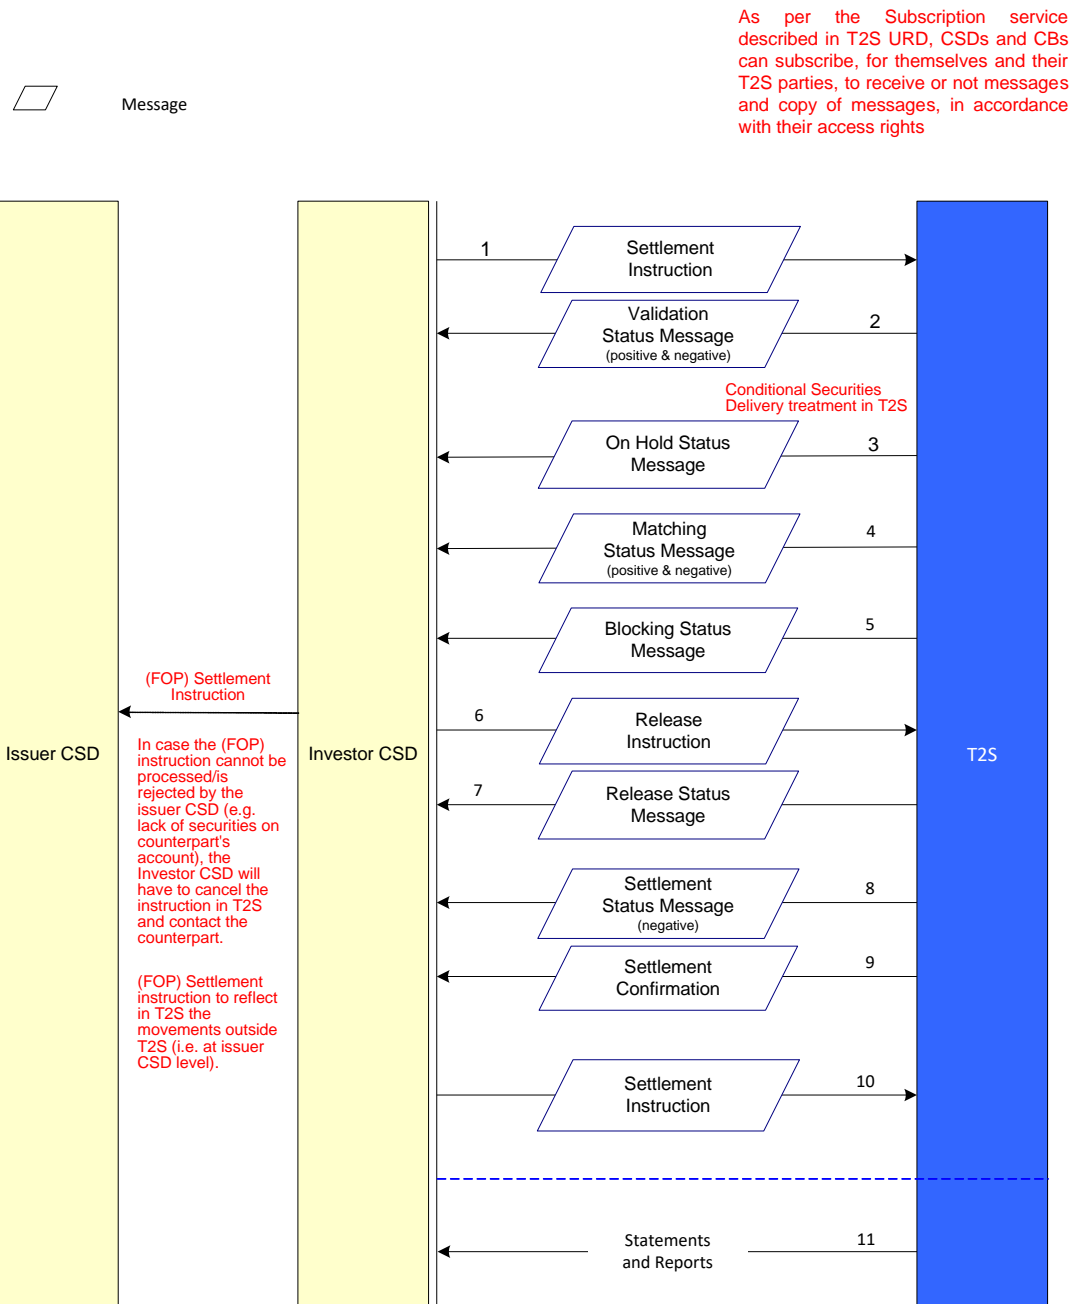 As per the Subscription service
described in T2S URD, CSDs and CBs
can subscribe, for themselves and their
T2S parties, to receive or not messages
and copy of messages, in accordance
with their access rights
Message
1
Settlement
Instruction
Validation
Status Message
(positive & negative)
2
Conditional Securities
Delivery treatment in T2S
On Hold Status
Message
3
Matching
Status Message
(positive & negative)
4
Blocking Status
Message
5
(FOP) Settlement
Instruction
6
Release
Instruction
Issuer CSD
In case the (FOP)
instruction cannot be
processed/is
rejected by the
issuer CSD (e.g.
lack of securities on
counterpart's
account), the
Investor CSD will
have to cancel the
instruction in T2S
and contact the
counterpart.
Investor CSD
T2S
7
Release Status
Message
Settlement
Status Message
(negative)
8
Settlement
Confirmation
9
(FOP) Settlement
instruction to reflect
in T2S the
movements outside
T2S (i.e. at issuer
CSD level).
Settlement
Instruction
10
Statements
and Reports
11